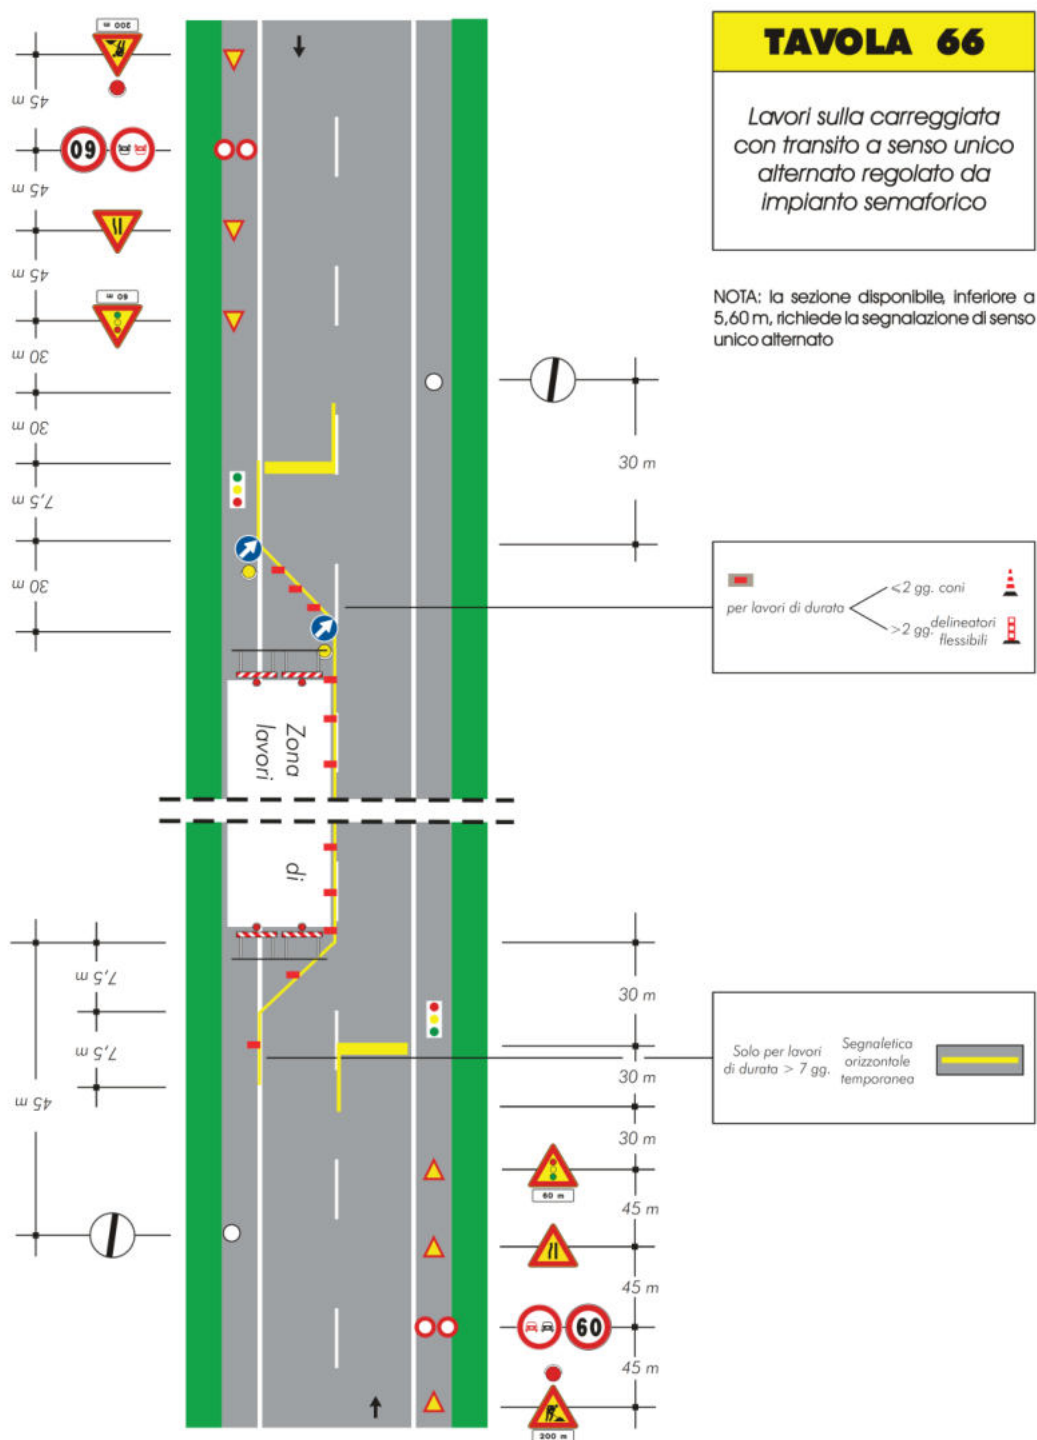 TAVOLA 66
Lavori sulla carreggiata
con transito a senso unico
alternato regolato da
impianto semaforico
NOTA: la sezione disponibile, inferiore a
5,60 m, richiede la segnalazione di senso
unico alternato
200 m
45 m
60
45 m
45 m
60 m
30 m
30 m
7,5 m
30 m
30 m
per lavori di durata
⩽2 gg. coni
>2 gg. delineatori
flessibili
Zona
lavori
di
7,5 m
7,5 m
45 m
30 m
30 m
30 m
Solo per lavori
di durata > 7 gg.
Segnaletica
orizzontale
temporanea
60 m
45 m
45 m
60
45 m
200 m